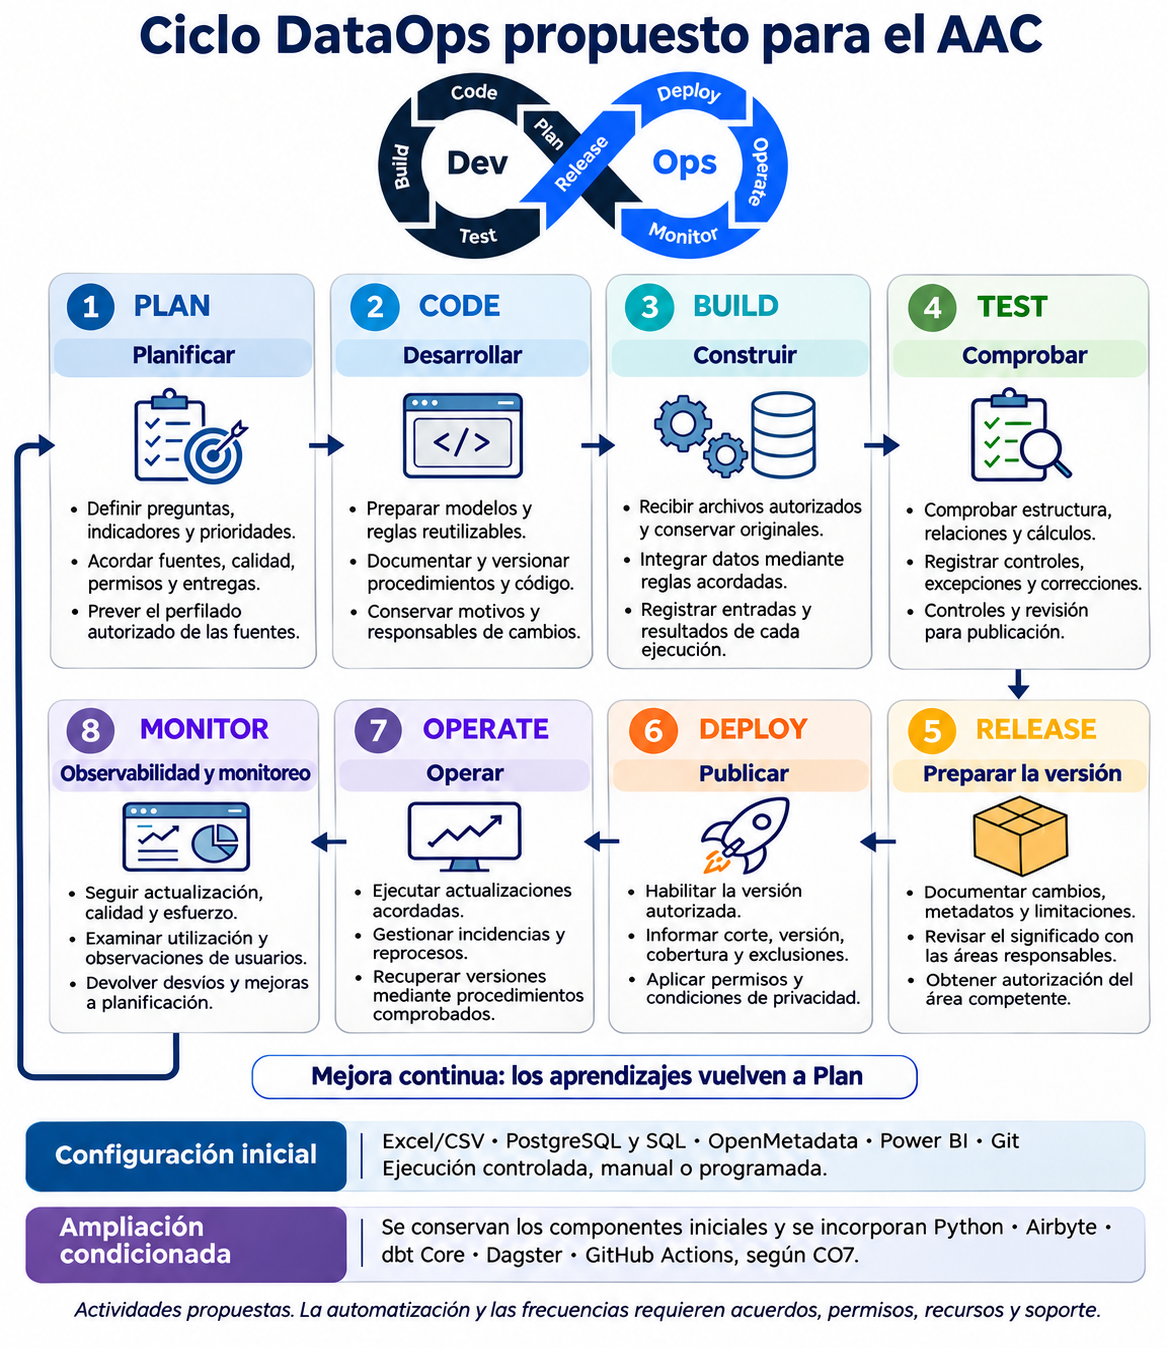 Ciclo DataOps propuesto para el AAC
Code
Plan
Build
Dev
Test
Release
Deploy
Ops
Operate
Monitor
1 PLAN
Planificar
• Definir preguntas,
indicadores y prioridades.
• Acordar fuentes, calidad,
permisos y entregas.
• Prever el perfilado
autorizado de las fuentes.
2 CODE
Desarrollar
</>
• Preparar modelos y
reglas reutilizables.
• Documentar y versionar
procedimientos y código.
• Conservar motivos y
responsables de cambios.
3 BUILD
Construir
• Recibir archivos autorizados
y conservar originales.
• Integrar datos mediante
reglas acordadas.
• Registrar entradas y
resultados de cada
ejecución.
4 TEST
Comprobar
• Comprobar estructura,
relaciones y cálculos.
• Registrar controles,
excepciones y correcciones.
• Controles y revisión
para publicación.
8 MONITOR
Observabilidad y monitoreo
• Seguir actualización,
calidad y esfuerzo.
• Examinar utilización y
observaciones de usuarios.
• Devolver desvíos y mejoras
a planificación.
7 OPERATE
Operar
• Ejecutar actualizaciones
acordadas.
• Gestionar incidencias y
reprocesos.
• Recuperar versiones
mediante procedimientos
comprobados.
6 DEPLOY
Publicar
• Habilitar la versión
autorizada.
• Informar corte, versión,
cobertura y exclusiones.
• Aplicar permisos y
condiciones de privacidad.
5 RELEASE
Preparar la versión
• Documentar cambios,
metadatos y limitaciones.
• Revisar el significado con
las áreas responsables.
• Obtener autorización del
área competente.
Mejora continua: los aprendizajes vuelven a Plan
Configuración inicial
Excel/CSV • PostgreSQL y SQL • OpenMetadata • Power BI • Git
Ejecución controlada, manual o programada.
Ampliación
condicionada
Se conservan los componentes iniciales y se incorporan Python • Airbyte •
dbt Core • Dagster • GitHub Actions, según CO7.
Actividades propuestas. La automatización y las frecuencias requieren acuerdos, permisos, recursos y soporte.